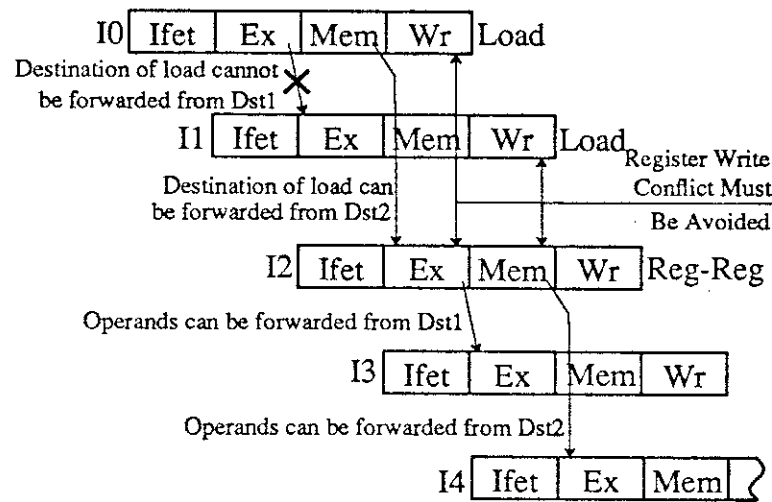 I0 Ifet Ex Mem Wr Load
Destination of load cannot
be forwarded from Dst1
I1 Ifet Ex Mem Wr Load
Register Write
Conflict Must
Be Avoided
Destination of load can
be forwarded from Dst2
I2 Ifet Ex Mem Wr Reg-Reg
Operands can be forwarded from Dst1
I3 Ifet Ex Mem Wr
Operands can be forwarded from Dst2
I4 Ifet Ex Mem